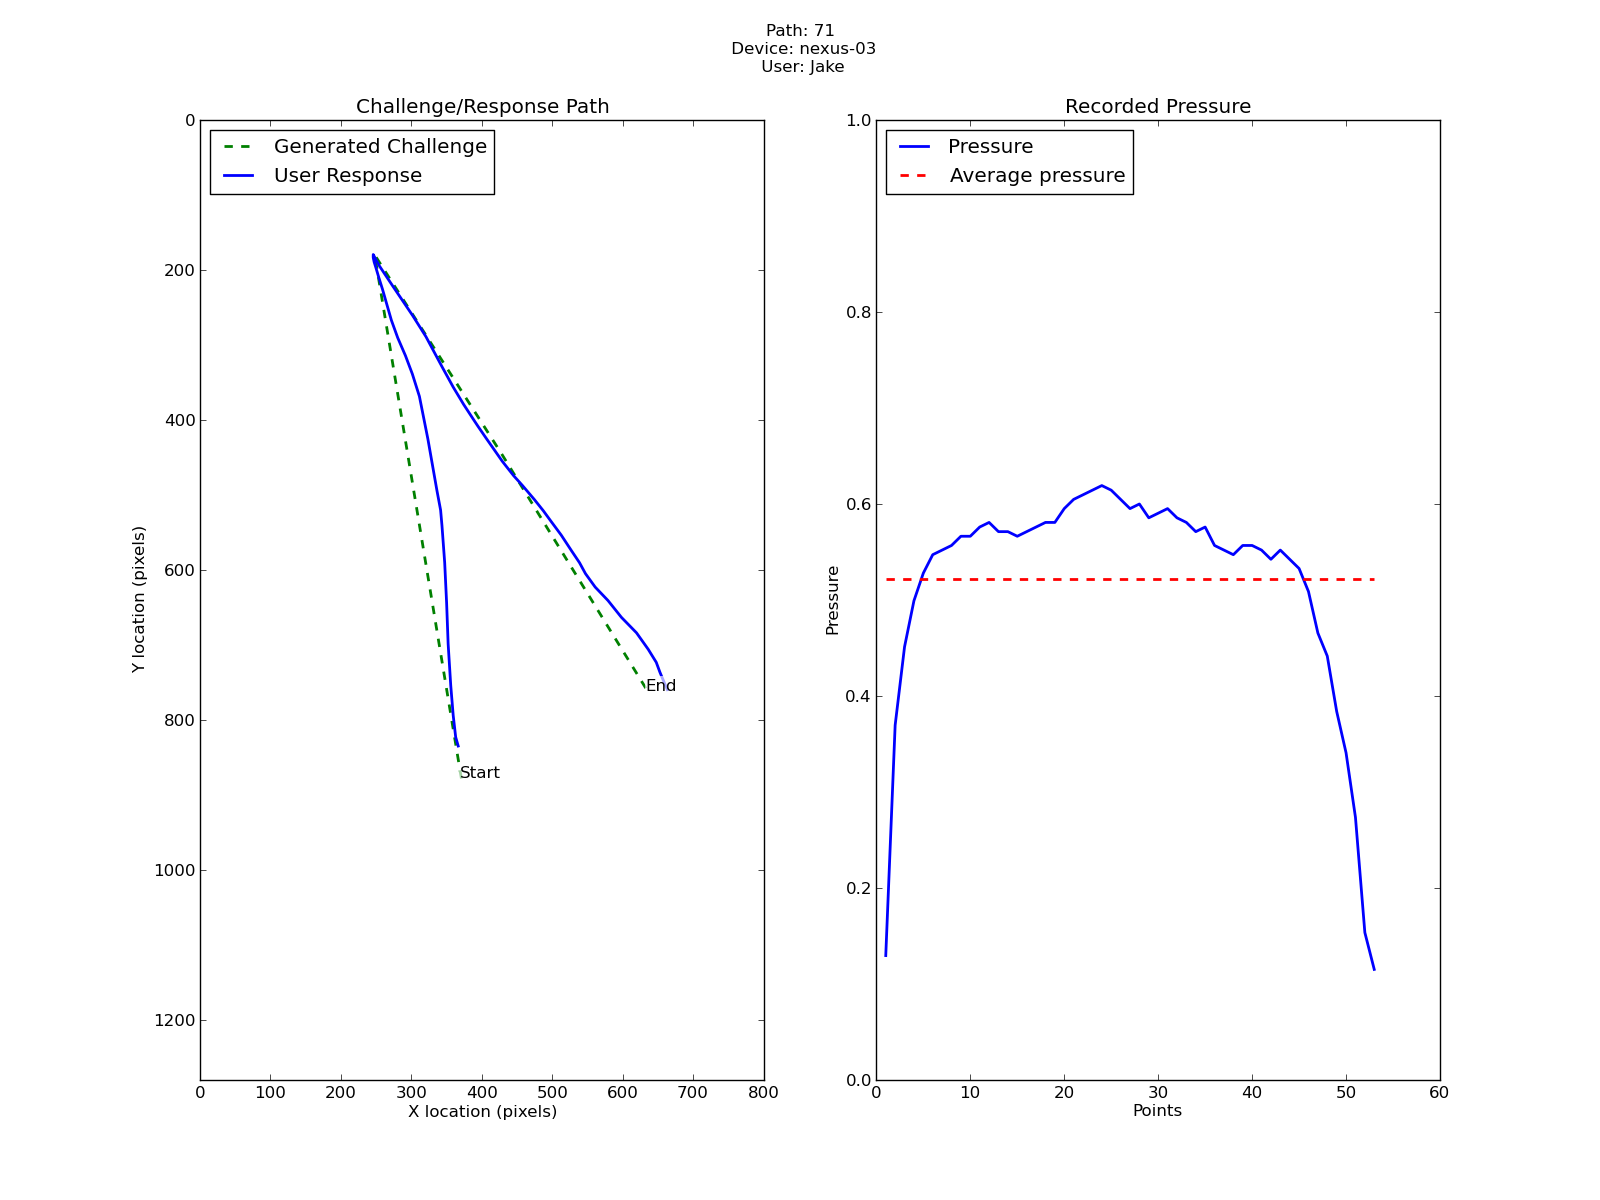 Path: 71
Device: nexus-03
User: Jake
Challenge/Response Path
Generated Challenge
User Response
0
200
400
600
800
1000
1200
Y location (pixels)
Start
End
0 100 200 300 400 500 600 700 800
X location (pixels)
Recorded Pressure
Pressure
Average pressure
1.0
0.8
0.6
0.4
0.2
0.0
Pressure
0 10 20 30 40 50 60
Points